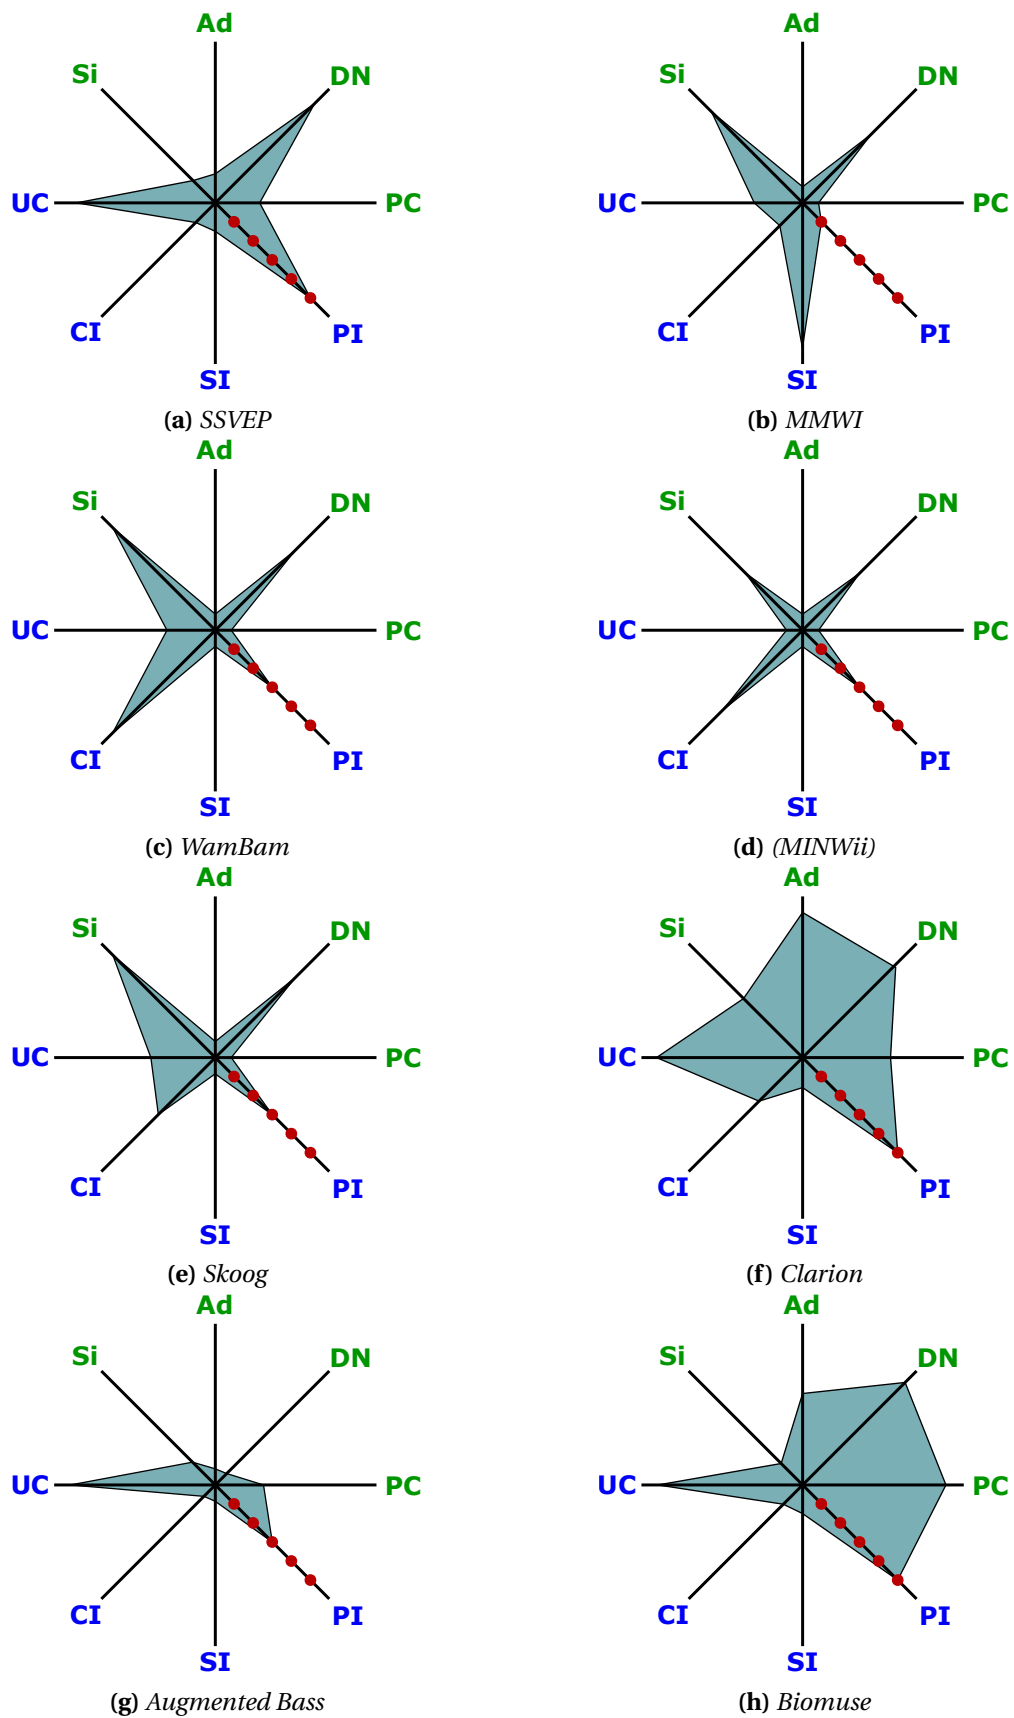 Ad
Si
DN
UC
PC
CI
PI
SI
(a) SSVEP
Ad
Si
DN
UC
PC
CI
PI
SI
(b) MMWI
Ad
Si
DN
UC
PC
CI
PI
SI
(c) WamBam
Ad
Si
DN
UC
PC
CI
PI
SI
(d) (MINWii)
Ad
Si
DN
UC
PC
CI
PI
SI
(e) Skoog
Ad
Si
DN
UC
PC
CI
PI
SI
(f) Clarion
Ad
Si
DN
UC
PC
CI
PI
SI
(g) Augmented Bass
Ad
Si
DN
UC
PC
CI
PI
SI
(h) Biomuse